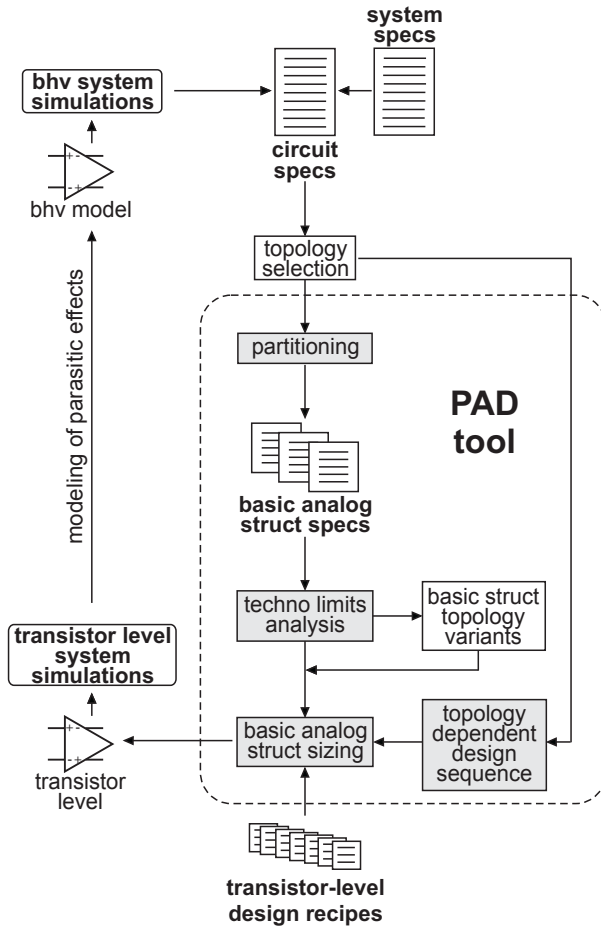 system
specs
bhv system
simulations
circuit
specs
bhv model
topology
selection
modeling of parasitic effects
partitioning
PAD
tool
basic analog
struct specs
techno limits
analysis
basic struct
topology
variants
transistor level
system
simulations
basic analog
struct sizing
topology
dependent
design
sequence
transistor
level
transistor-level
design recipes